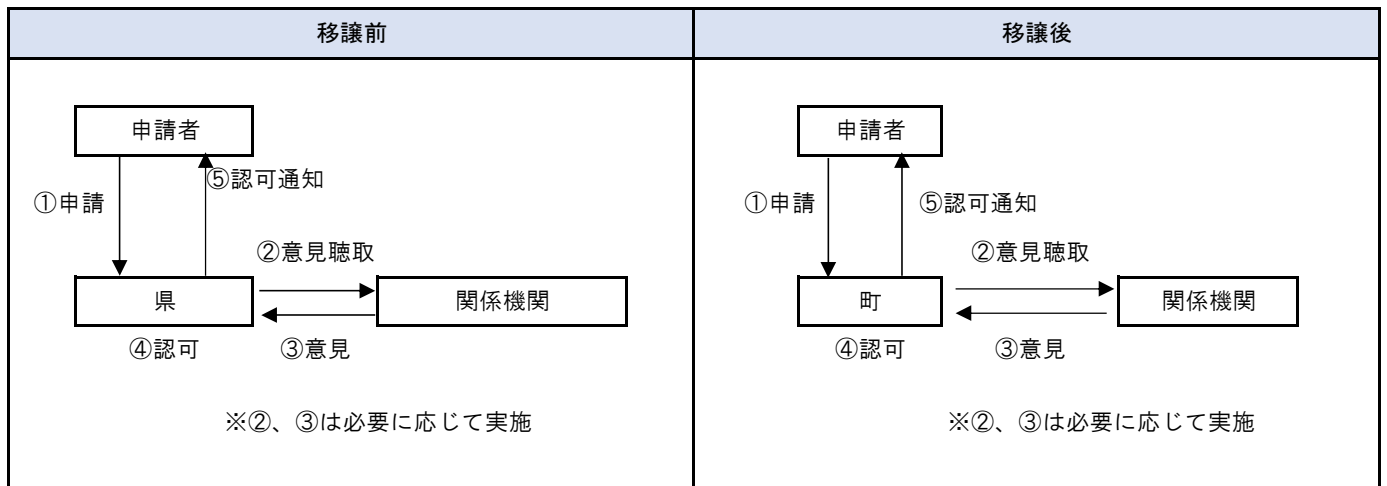 移譲前
申請者
⑤認可通知
①申請
②意見聴取
県
関係機関
④認可
③意見
※②、③は必要に応じて実施
移譲後
申請者
①申請
⑤認可通知
②意見聴取
町
関係機関
④認可
③意見
※②、③は必要に応じて実施